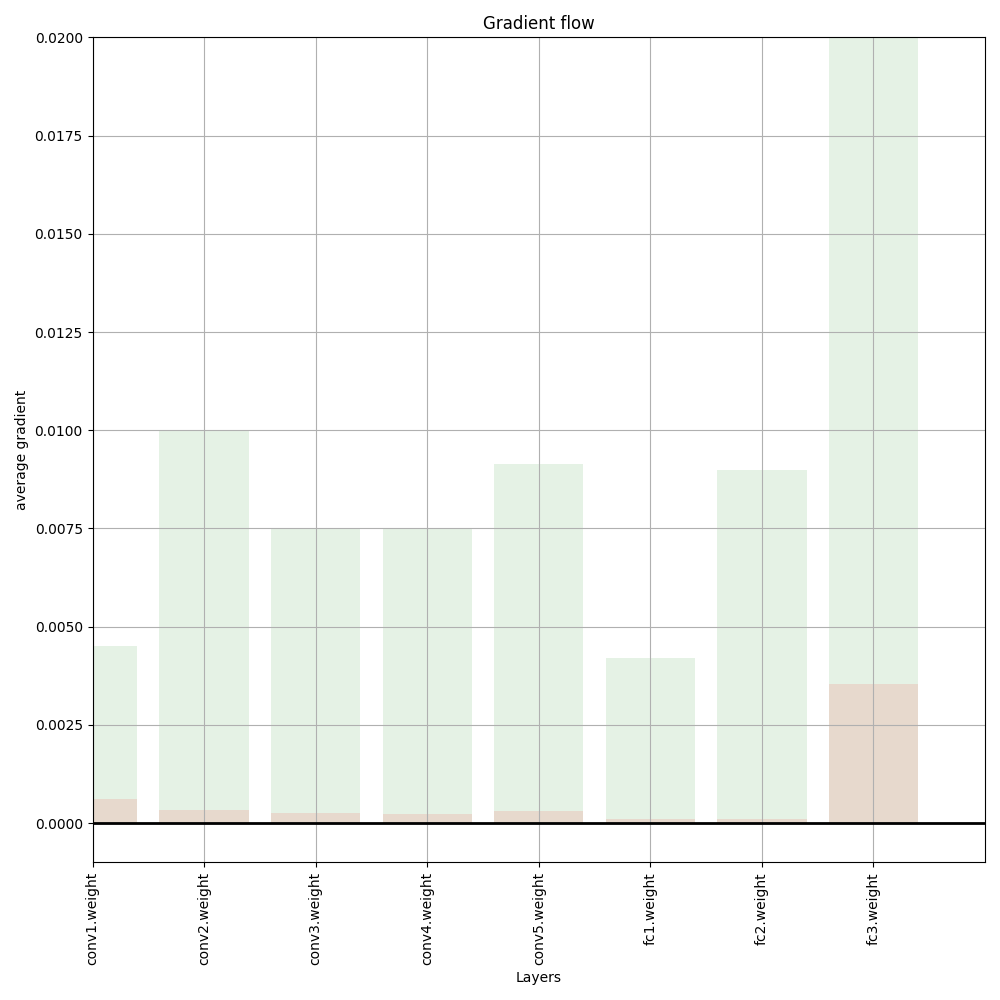 Gradient flow
0.0200
0.0175
0.0150
0.0125
0.0100
0.0075
0.0050
0.0025
0.0000
average gradient
conv1.weight
conv2.weight
conv3.weight
conv4.weight
conv5.weight
fc1.weight
fc2.weight
fc3.weight
Layers